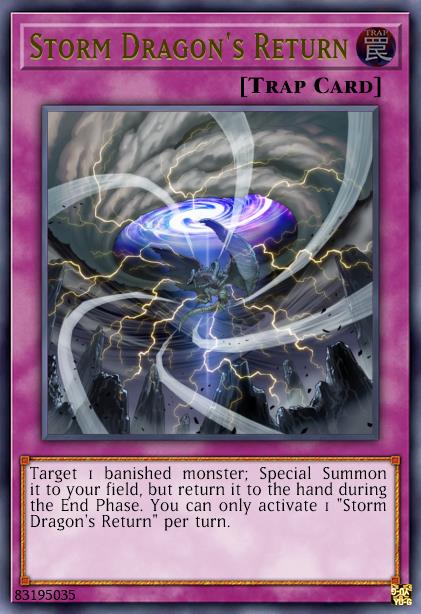 Storm Dragon's Return
TRAP
罠
[Trap Card]
Target 1 banished monster; Special Summon
it to your field, but return it to the hand during
the End Phase. You can only activate 1 "Storm
Dragon's Return" per turn.
83195035